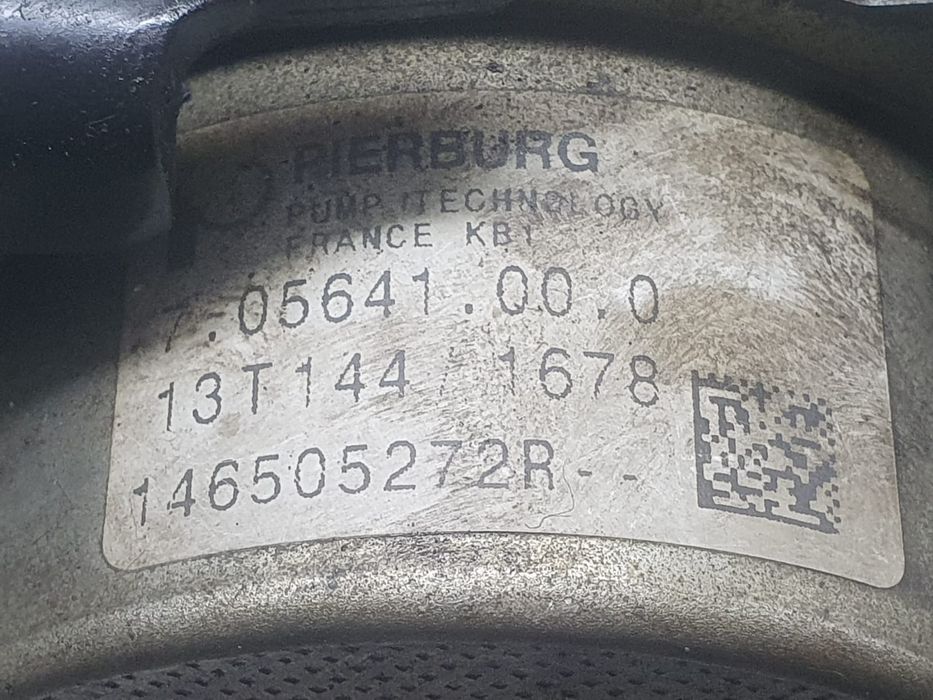 PIERBURG
PUMP TECHNOLOGY
FRANCE KB1
7.05641.00.0
13T144 1678
146505272R--